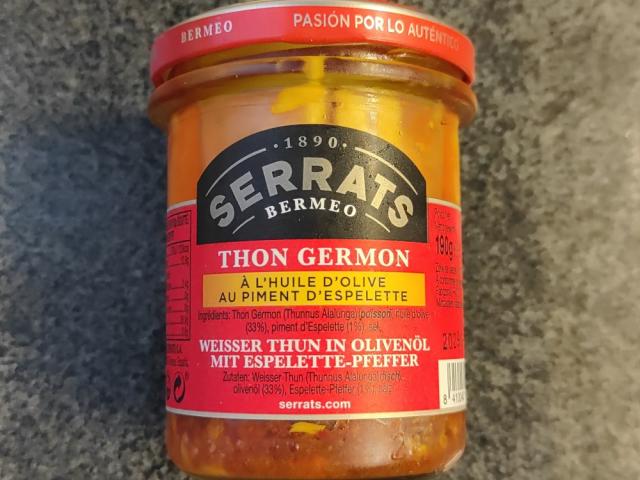 BERMEO PASIÓN POR LO AUTÉNTICO
·1890·
SERRATS
BERMEO
THON GERMON
À L'HUILE D'OLIVE
AU PIMENT D'ESPELETTE
Ingrédients: Thon Germon (Thunnus Alalunga) (poisson), huile d'olive
(33%), piment d'Espelette (1%), sel.
WEISSER THUN IN OLIVENÖL
MIT ESPELETTE-PFEFFER
Zutaten: Weisser Thun (Thunnus Alalunga) (fisch),
olivenöl (33%), Espelette-Pfeffer (1%), salz
serrats.com
190g